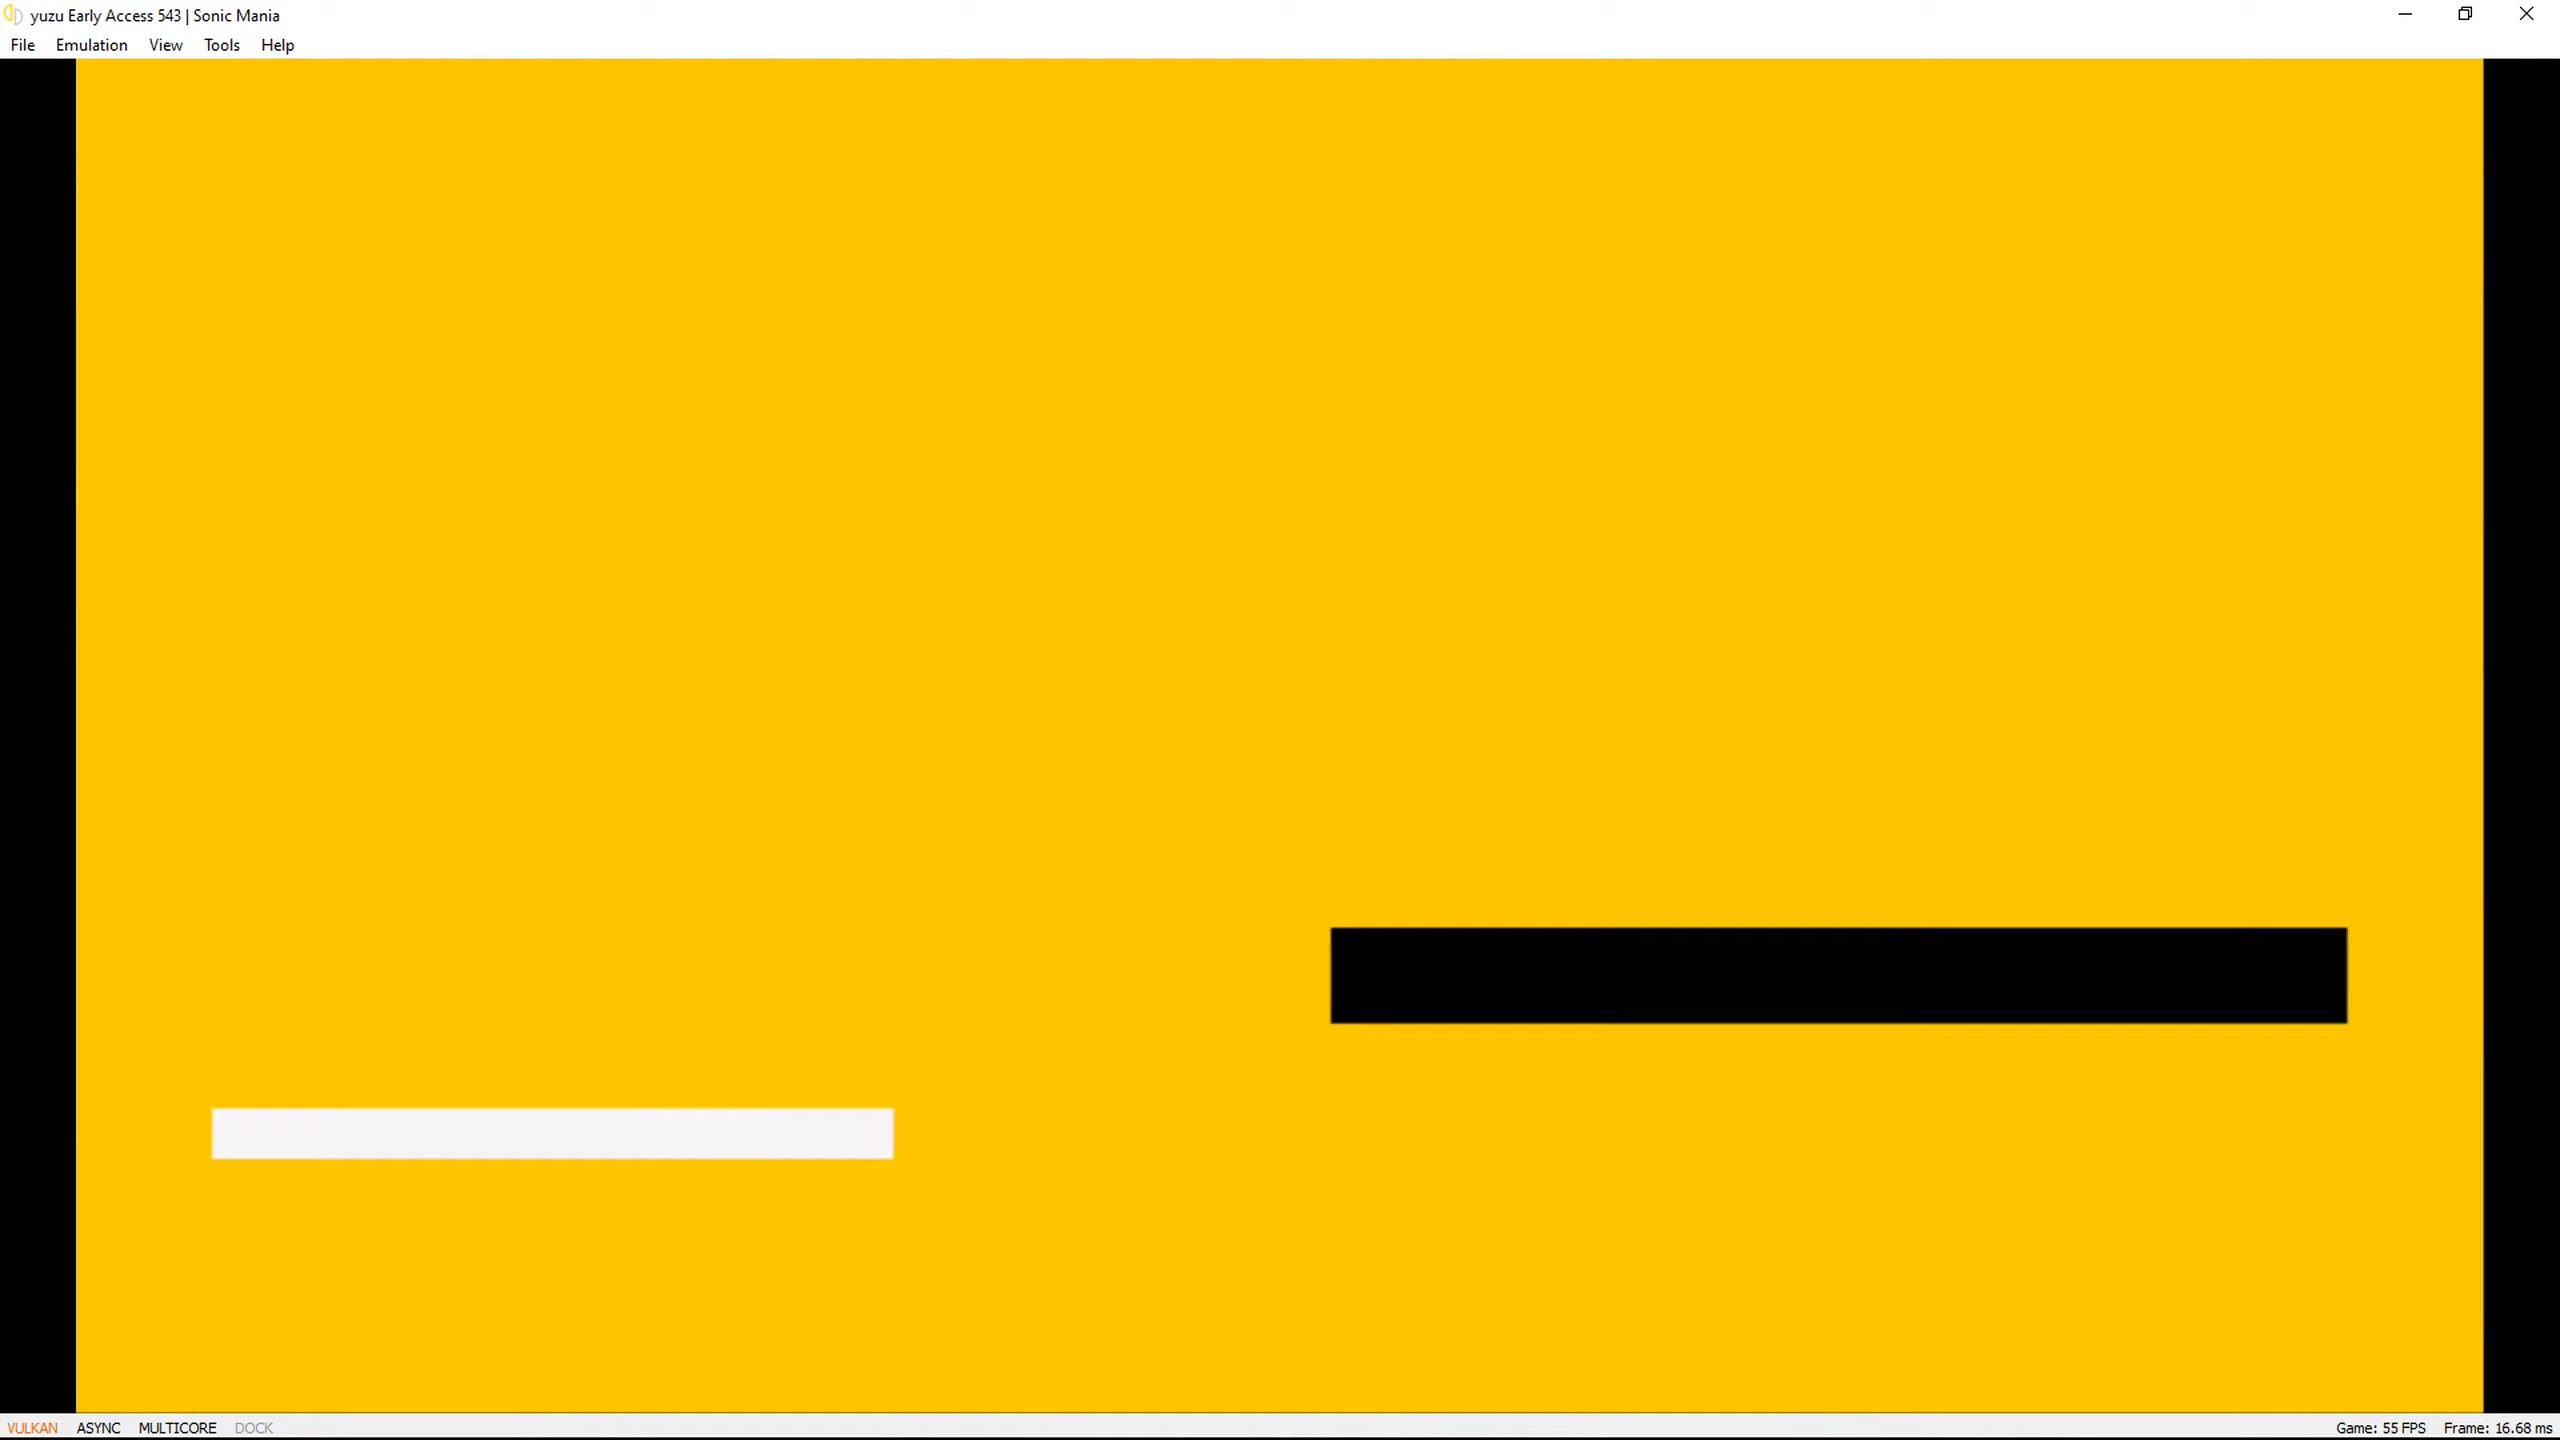 yuzu Early Access 543 | Sonic Mania
File Emulation View Tools Help
VULKAN ASYNC MULTICORE DOCK Game: 55 FPS Frame: 16.68 ms